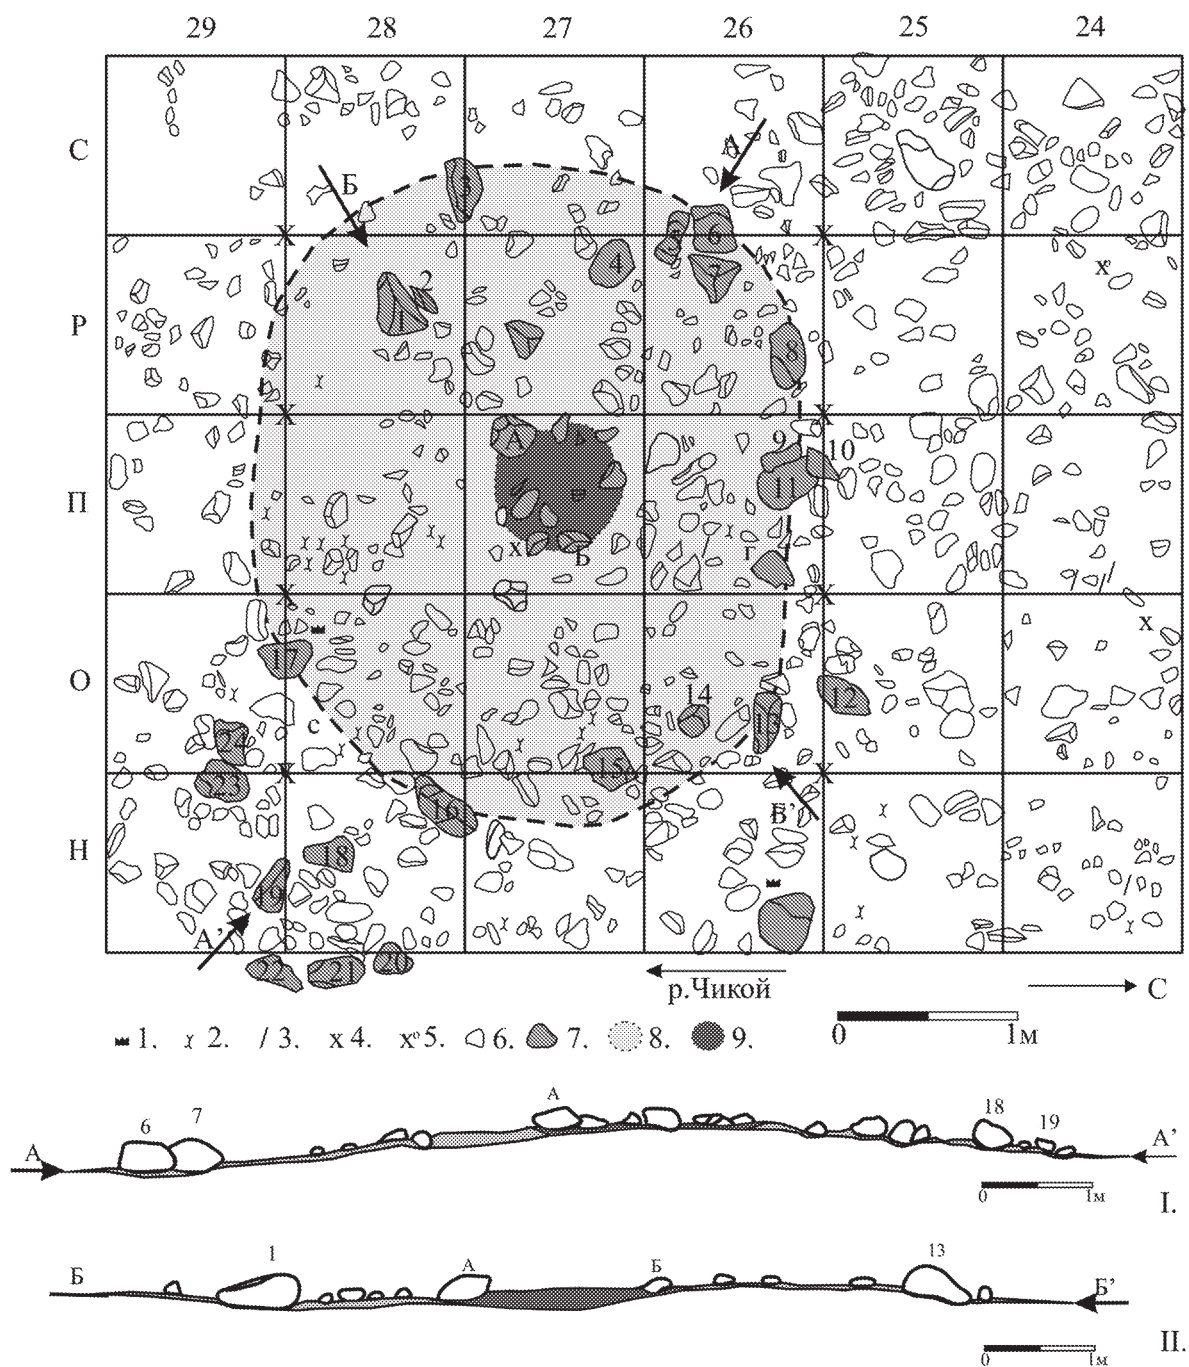 29 28 27 26 25 24
С
А
Б
3
5 6
Х Х
4
7
х°
2
1
Р
8
Х Х
А
9 10
11
П
х Б
г
Х Х
х
17
О
14
12
с
13
24
15
23
Х Х
16
Б’
Н
18
19
А’
22 21 20
р.Чикой
С
0 1м
1. 2. / 3. х 4. х° 5. 6. 7. 8. 9.
6 7 А 18 19
А А’
0 1м
I.
Б 1 А Б 13 Б’
0 1м
II.